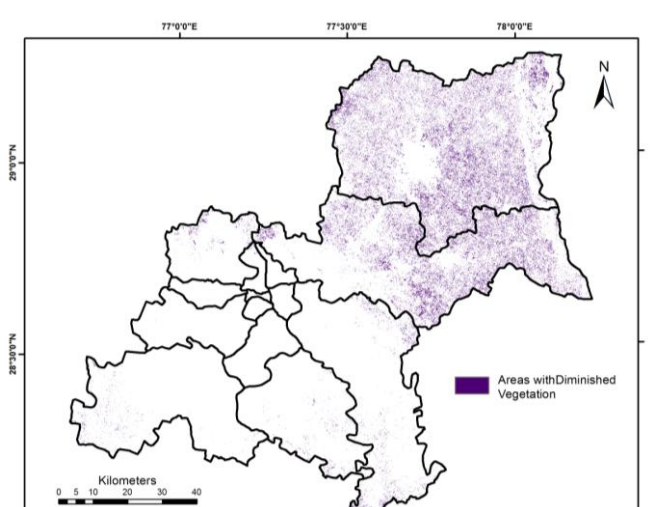 77°0'0"E
77°30'0"E
78°0'0"E
N
29°0'0"N
28°30'0"N
Areas withDiminished
Vegetation
Kilometers
0 5 10 20 30 40